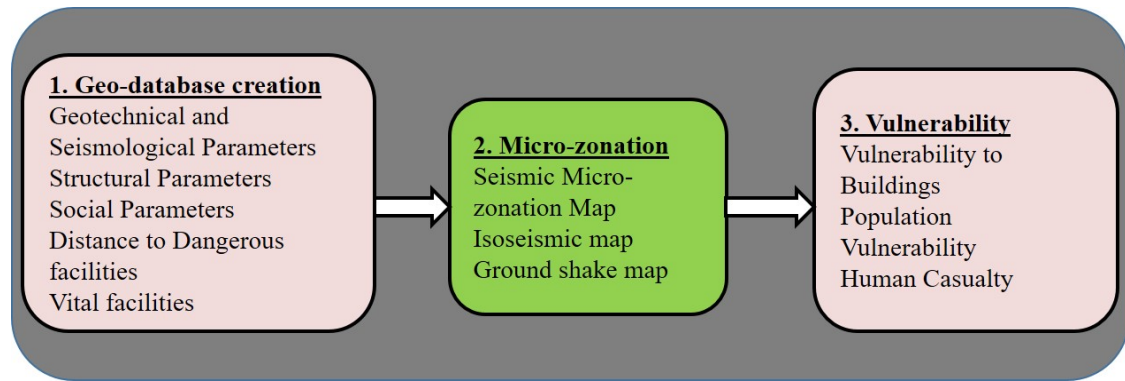 1. Geo-database creation
Geotechnical and
Seismological Parameters
Structural Parameters
Social Parameters
Distance to Dangerous
facilities
Vital facilities
2. Micro-zonation
Seismic Micro-
zonation Map
Isoseismic map
Ground shake map
3. Vulnerability
Vulnerability to
Buildings
Population
Vulnerability
Human Casualty